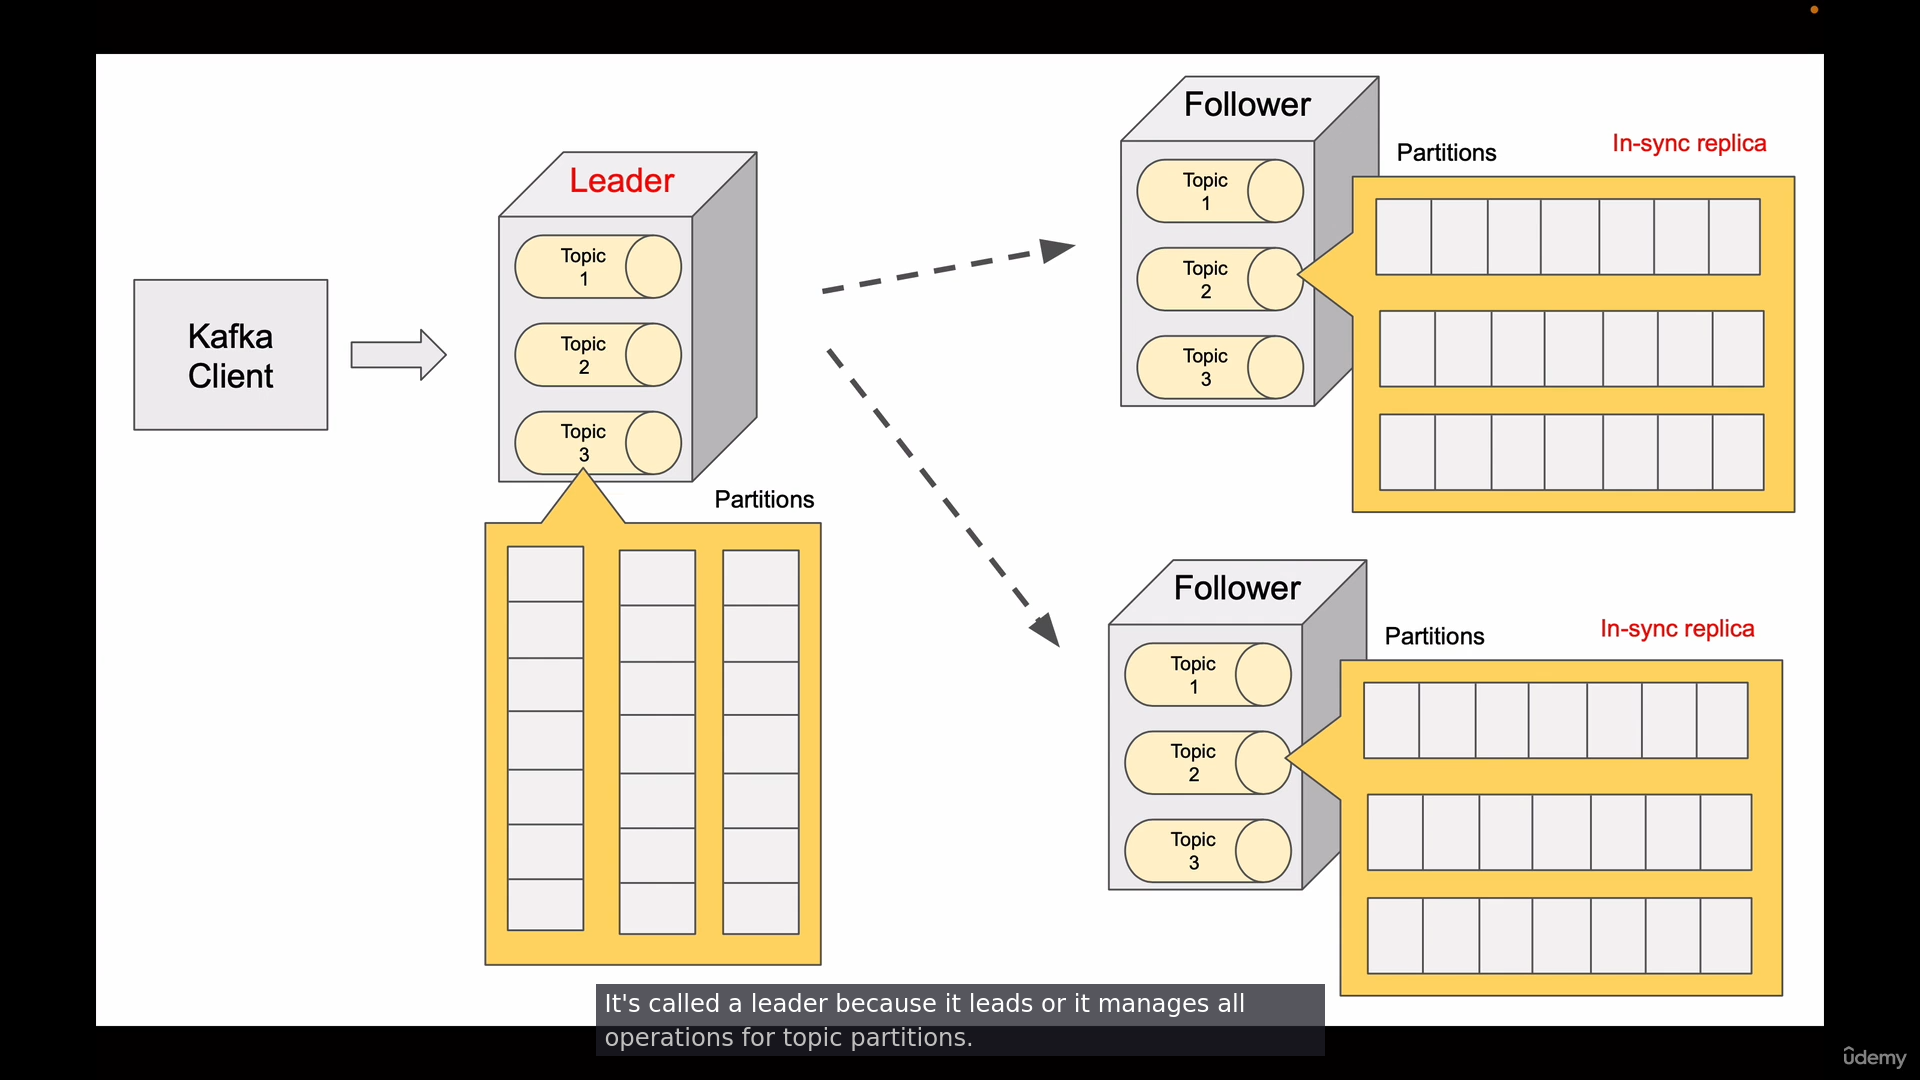 Kafka
Client
Leader
Topic
1
Topic
2
Topic
3
Partitions
Follower
Topic
1
Topic
2
Topic
3
Partitions
In-sync replica
Follower
Topic
1
Topic
2
Topic
3
Partitions
In-sync replica
It's called a leader because it leads or it manages all
operations for topic partitions.
ûdemy